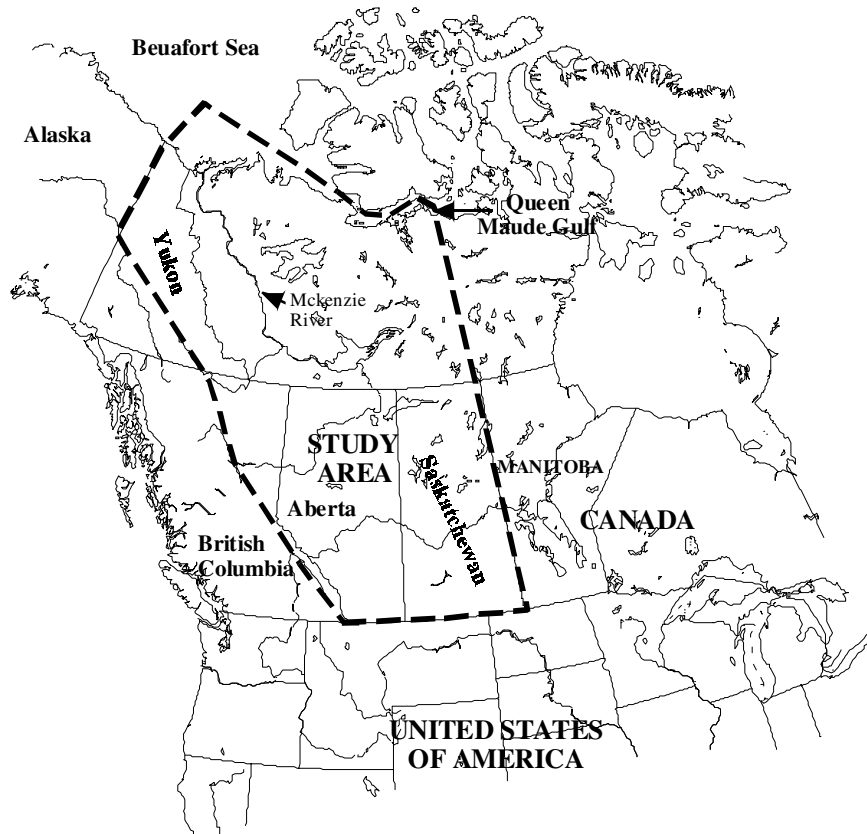 Beuafort Sea
Alaska
Queen
Maude Gulf
Yukon
Mckenzie
River
STUDY
AREA
MANITOBA
Saskatchewan
Aberta
CANADA
British
Columbia
UNITED STATES
OF AMERICA